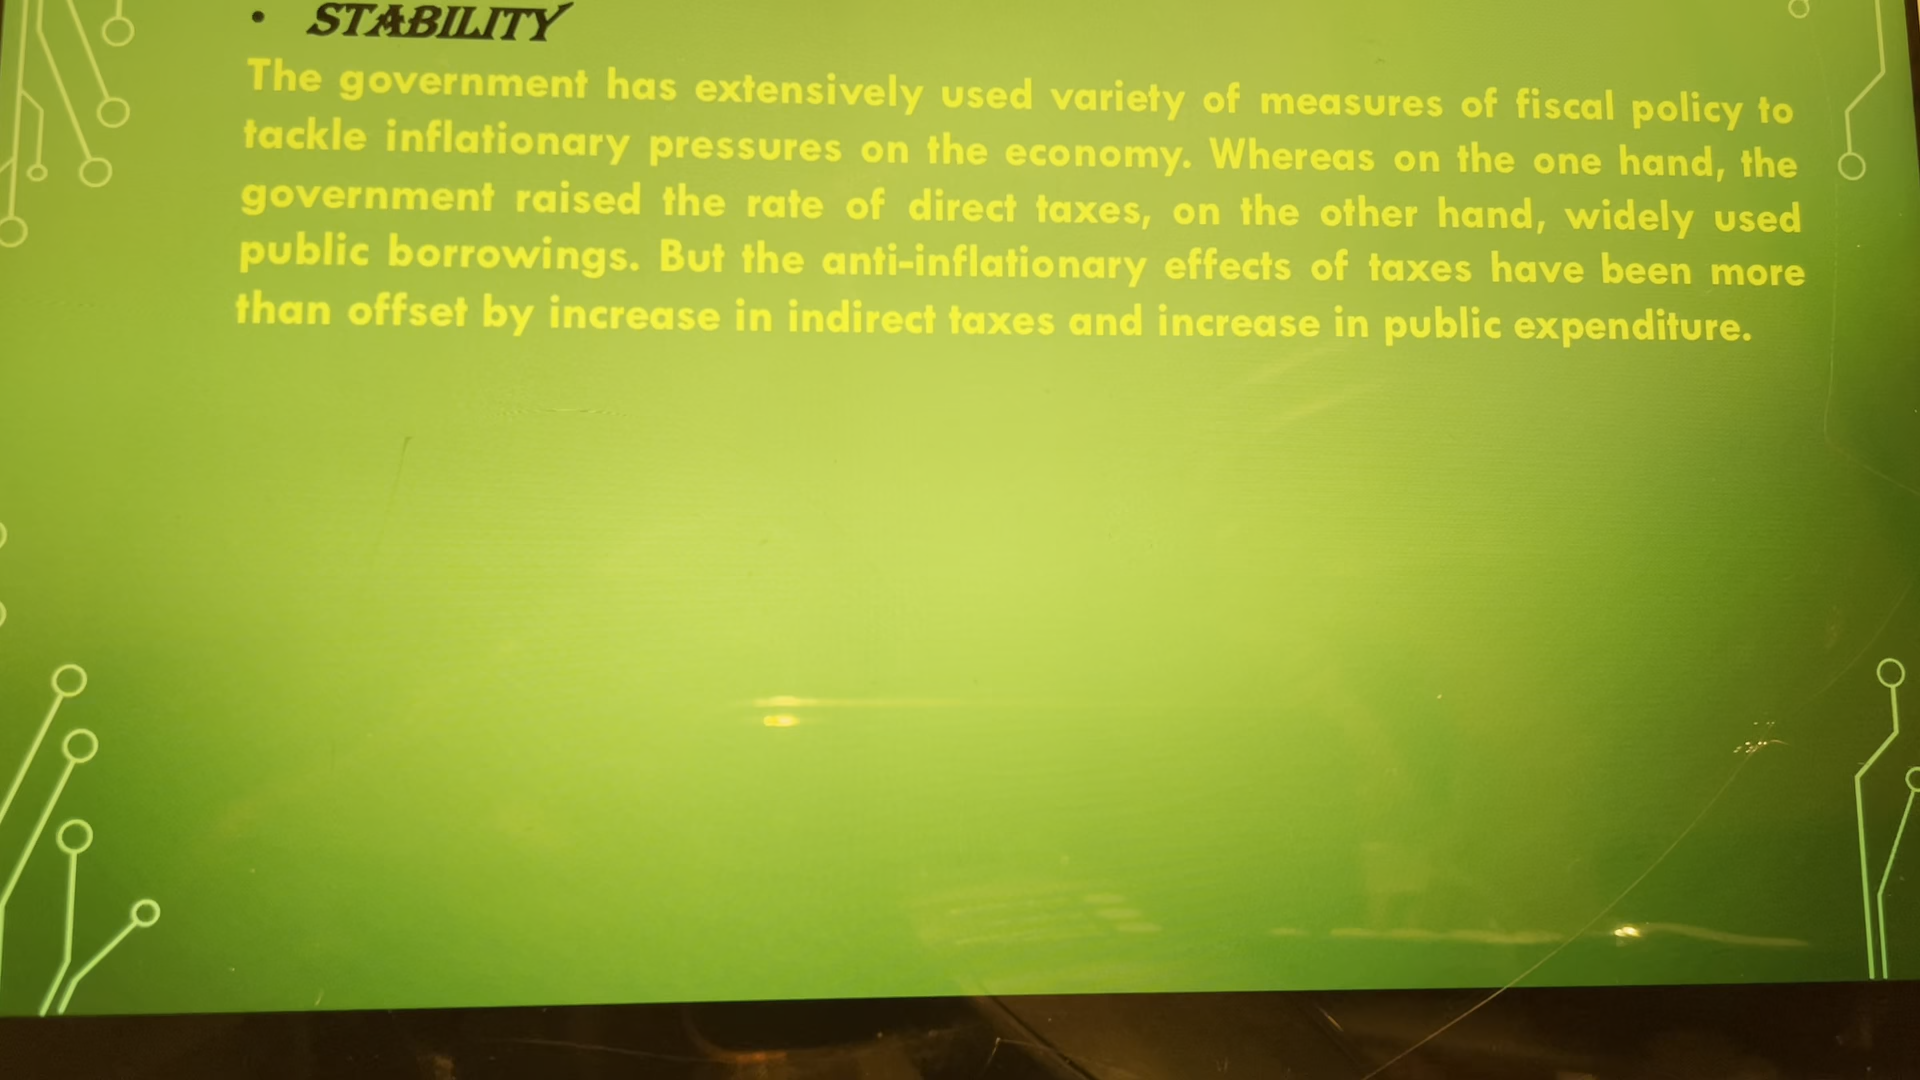 • STABILITY
The government has extensively used variety of measures of fiscal policy to
tackle inflationary pressures on the economy. Whereas on the one hand, the
government raised the rate of direct taxes, on the other hand, widely used
public borrowings. But the anti-inflationary effects of taxes have been more
than offset by increase in indirect taxes and increase in public expenditure.